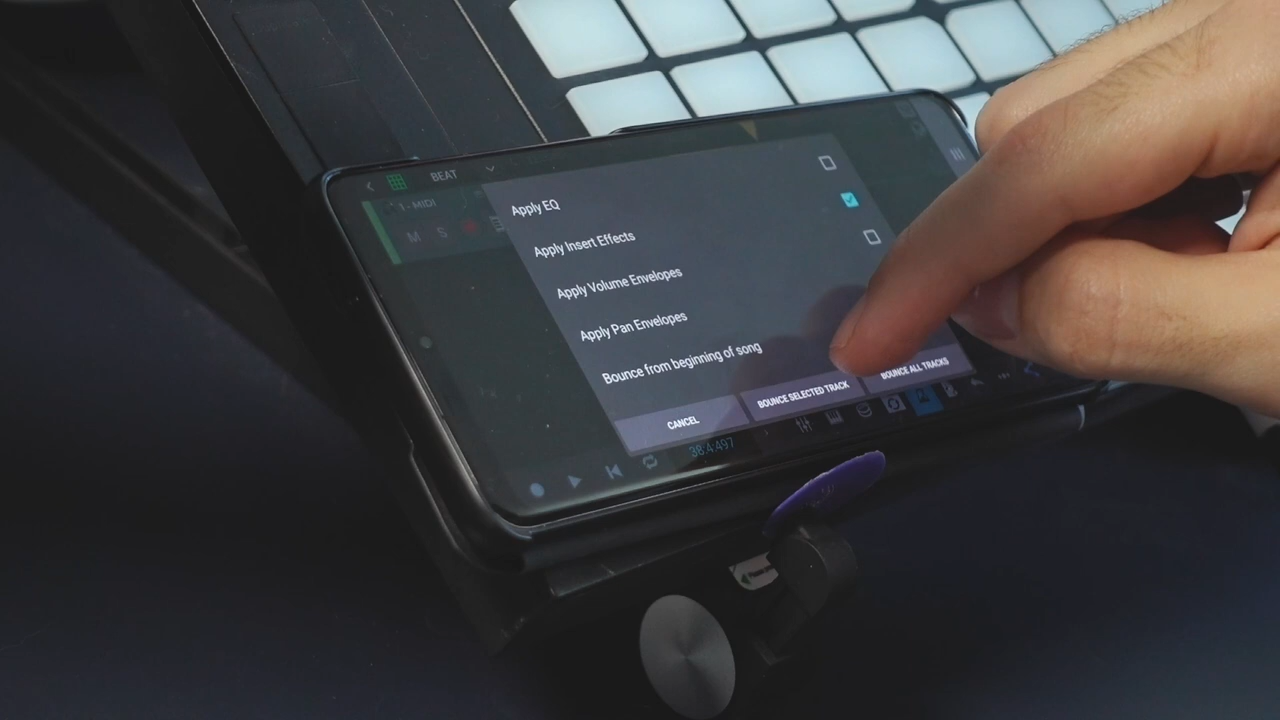 BEAT
1 - MIDI
M S
Apply EQ
Apply Insert Effects
Apply Volume Envelopes
Apply Pan Envelopes
Bounce from beginning of song
CANCEL
BOUNCE SELECTED TRACK
BOUNCE ALL TRACKS
38:4:497